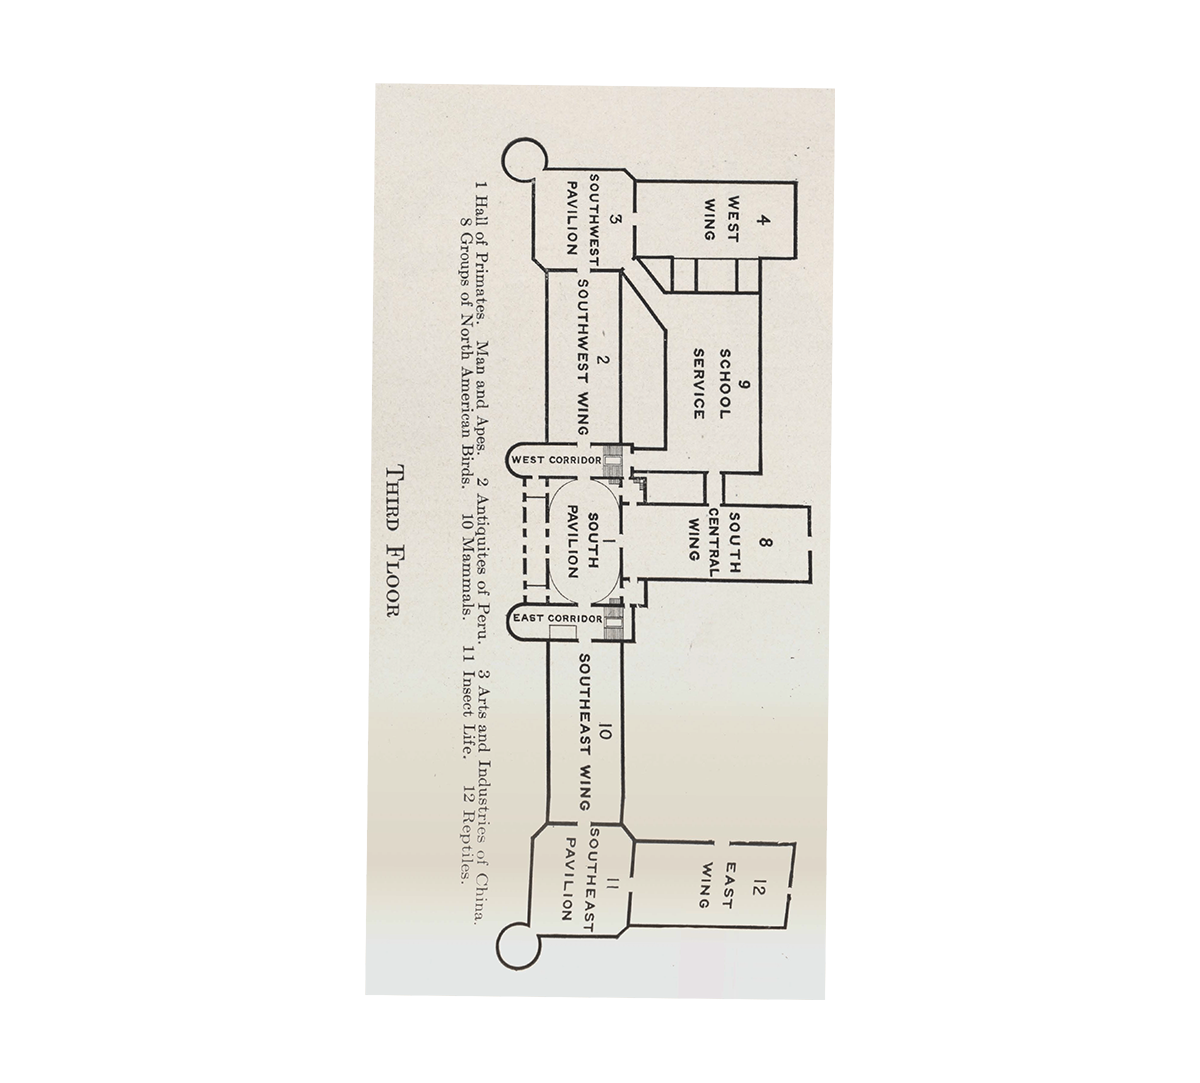 4
WEST
WING
3
SOUTHWEST
PAVILION
9
SCHOOL
SERVICE
2
SOUTHWEST WING
WEST CORRIDOR
8
SOUTH
CENTRAL
WING
1
SOUTH
PAVILION
EAST CORRIDOR
10
SOUTHEAST WING
12
EAST
WING
11
SOUTHEAST
PAVILION
1 Hall of Primates. Man and Apes. 2 Antiquites of Peru. 3 Arts and Industries of China.
8 Groups of North American Birds. 10 Mammals. 11 Insect Life. 12 Reptiles.
THIRD FLOOR